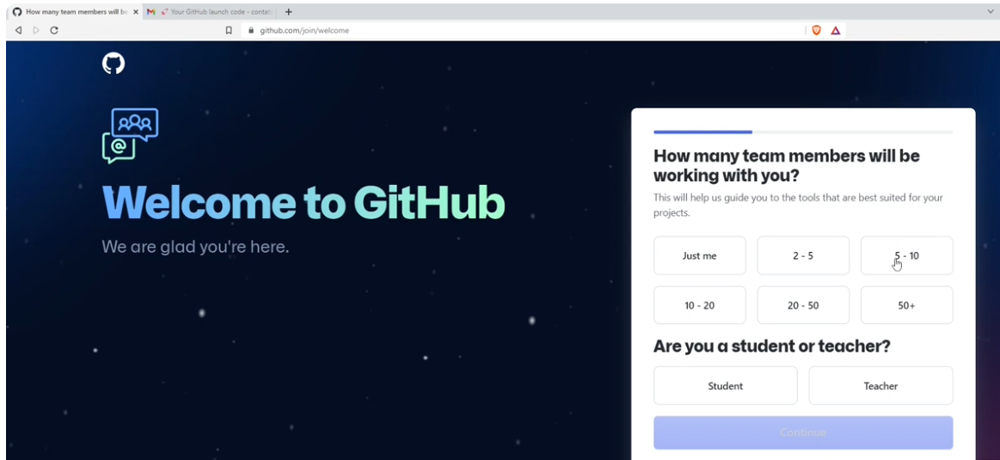 How many team members will be
Your GitHub launch code - contat
github.com/join/welcome
@
Welcome to GitHub
We are glad you're here.
How many team members will be
working with you?
This will help us guide you to the tools that are best suited for your
projects.
Just me
2 - 5
5 - 10
10 - 20
20 - 50
50+
Are you a student or teacher?
Student
Teacher
Continue